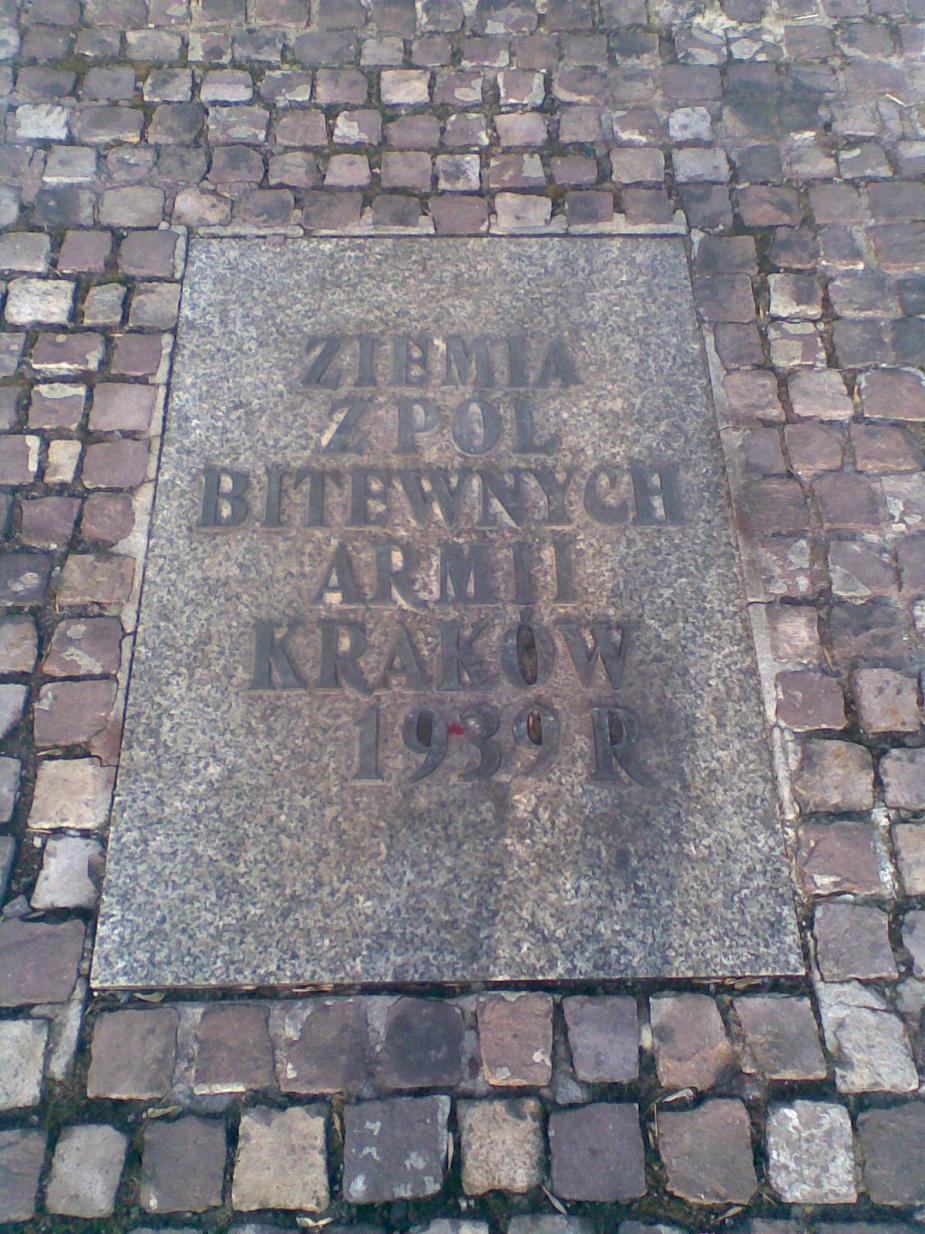 ZIEMIA
Z PÓL
BITEWNYCH
ARMII
KRAKÓW
1939 R